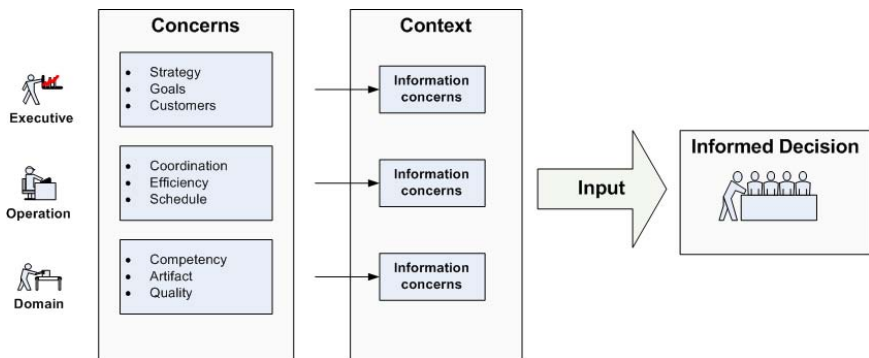 Concerns
Context
Executive
• Strategy
• Goals
• Customers
Information
concerns
Operation
• Coordination
• Efficiency
• Schedule
Information
concerns
Domain
• Competency
• Artifact
• Quality
Information
concerns
Input
Informed Decision